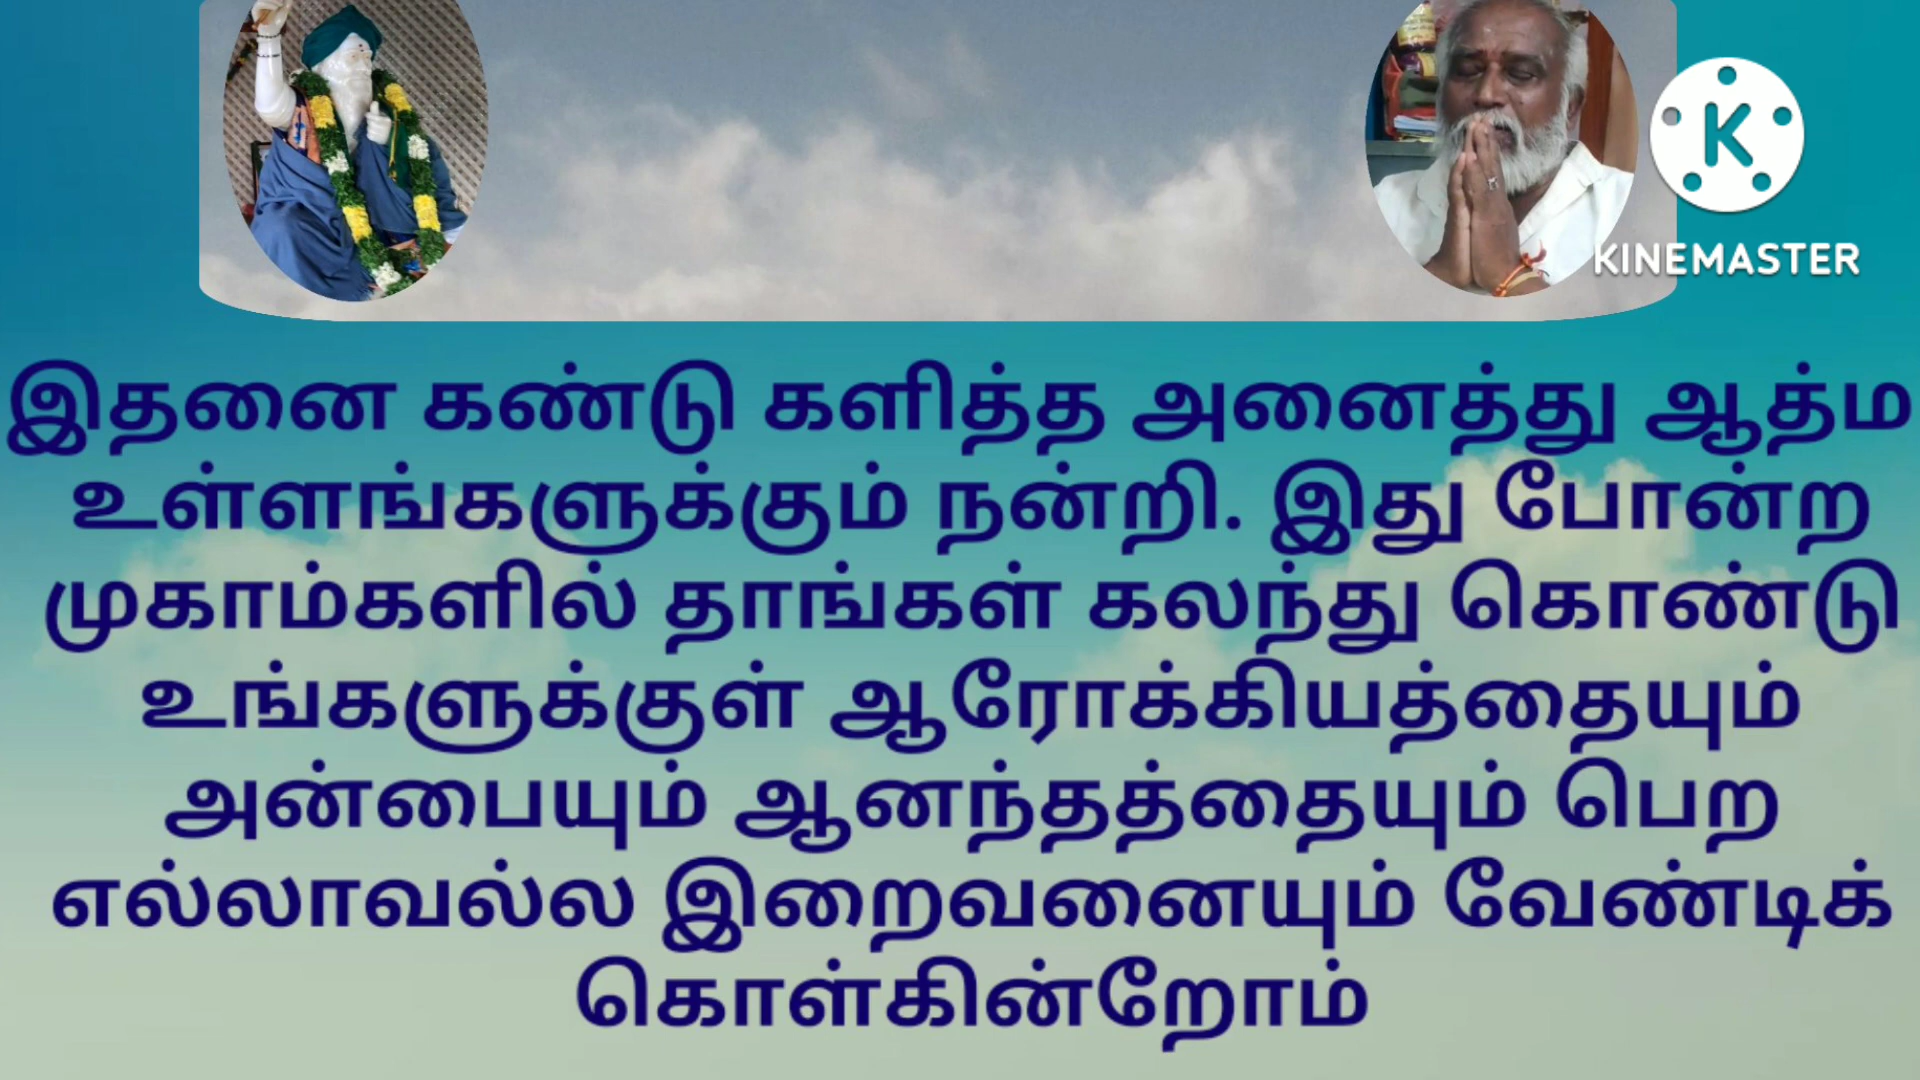 K
KINEMASTER
இதனை கண்டு களித்த அனைத்து ஆத்ம
உள்ளங்களுக்கும் நன்றி. இது போன்ற
முகாம்களில் தாங்கள் கலந்து கொண்டு
உங்களுக்குள் ஆரோக்கியத்தையும்
அன்பையும் ஆனந்தத்தையும் பெற
எல்லாவல்ல இறைவனையும் வேண்டிக்
கொள்கின்றோம்